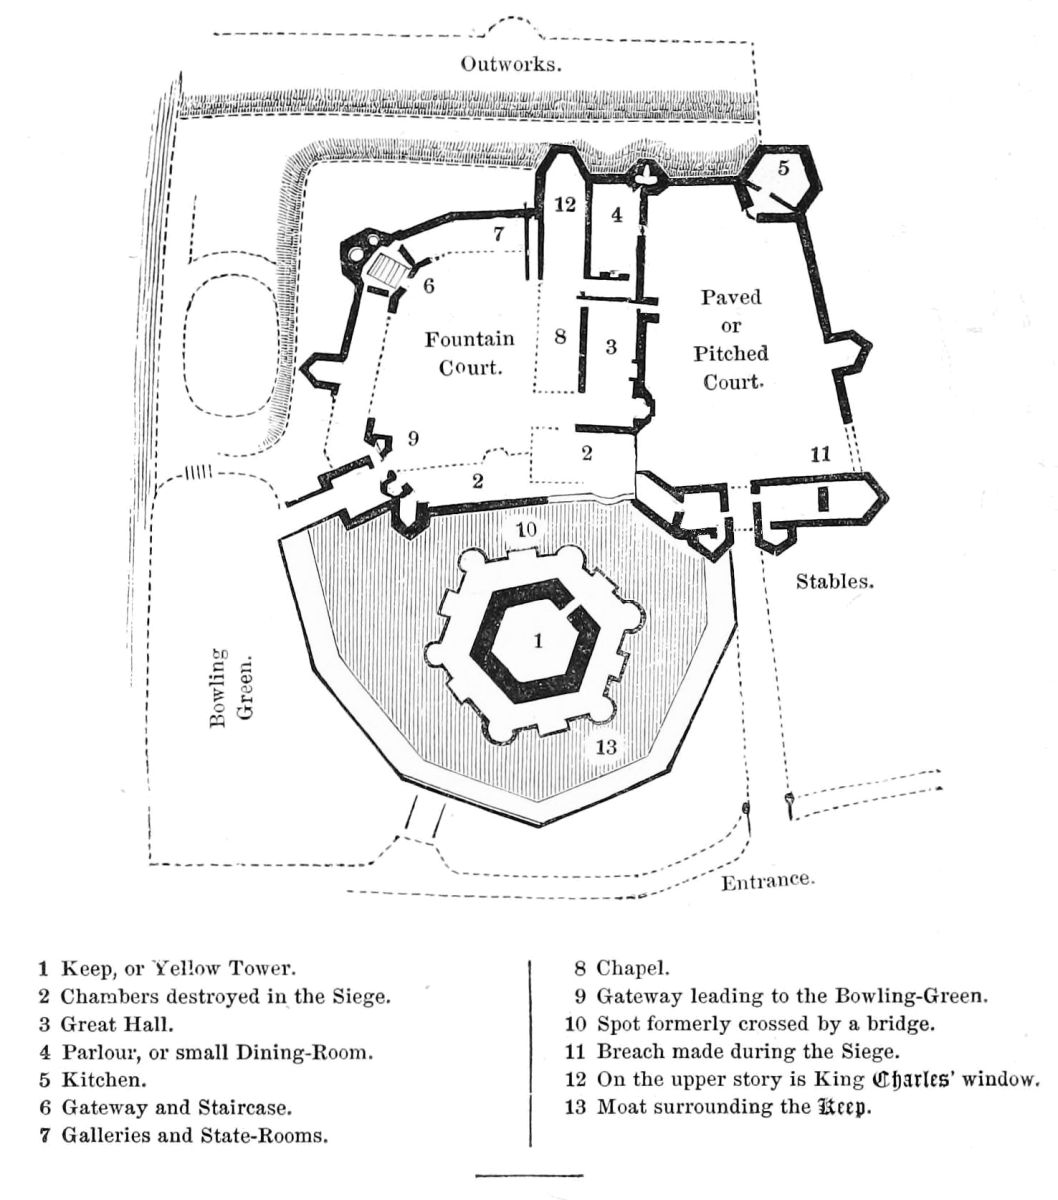 Outworks.
5
12
4
7
6
Paved
or
Pitched
Court.
Fountain
Court.
8
3
9
2
2
11
10
Stables.
1
Bowling
Green.
13
Entrance.
1 Keep, or Yellow Tower.
2 Chambers destroyed in the Siege.
3 Great Hall.
4 Parlour, or small Dining-Room.
5 Kitchen.
6 Gateway and Staircase.
7 Galleries and State-Rooms.
8 Chapel.
9 Gateway leading to the Bowling-Green.
10 Spot formerly crossed by a bridge.
11 Breach made during the Siege.
12 On the upper story is King Charles' window.
13 Moat surrounding the Keep.